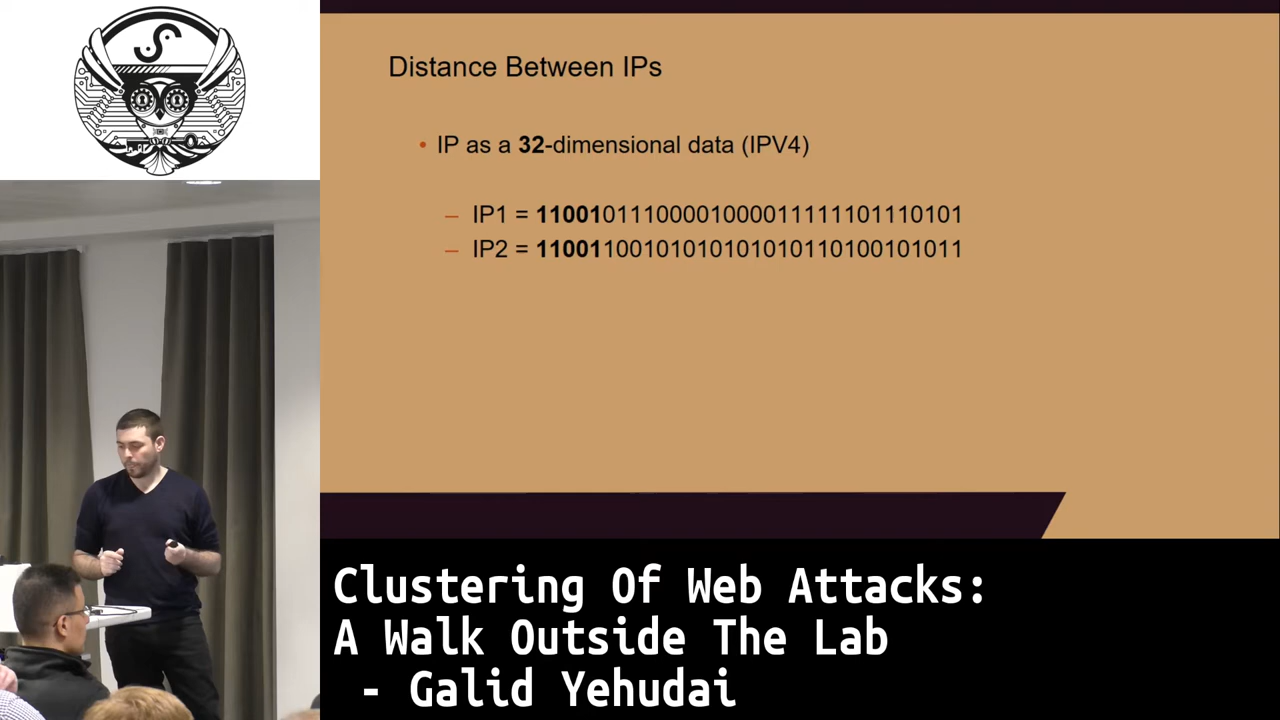 Distance Between IPs
• IP as a 32-dimensional data (IPV4)
– IP1 = 11001011100001000011111101110101
– IP2 = 11001100101010101010110100101011
Clustering Of Web Attacks:
A Walk Outside The Lab
- Galid Yehudai